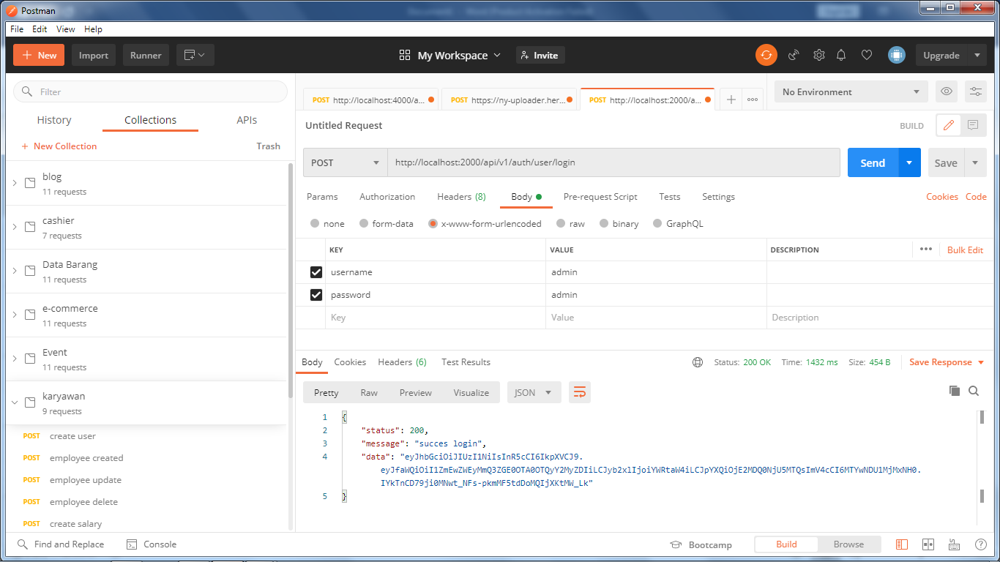 Postman
File Edit View Help
New Import Runner My Workspace Invite Upgrade
Filter
History Collections APIs
New Collection Trash
blog
11 requests
cashier
7 requests
Data Barang
11 requests
e-commerce
11 requests
Event
11 requests
karyawan
9 requests
POST create user
POST employee created
POST employee update
POST employee delete
POST create salary
POST http://localhost:4000/a... POST https://ny-uploader.her... POST http://localhost:2000/a... No Environment
Untitled Request BUILD
POST http://localhost:2000/api/v1/auth/user/login Send Save
Params Authorization Headers (8) Body Pre-request Script Tests Settings Cookies Code
none form-data x-www-form-urlencoded raw binary GraphQL
KEY VALUE DESCRIPTION Bulk Edit
username admin
password admin
Key Value Description
Body Cookies Headers (6) Test Results Status: 200 OK Time: 1432 ms Size: 454 B Save Response
Pretty Raw Preview Visualize JSON
1 {
2 "status": 200,
3 "message": "succes login",
4 "data": "eyJhbGciOiJIUzI1NiIsInR5cCI6IkpXVCJ9.
eyJfaWQiOiI1ZmEwZWEyMmQ3ZGE0OTA0OTQyY2MyZDIiLCJyb2xlIjoiYWRtaW4iLCJpYXQiOjE2MDQ0NjU5MTQsImV4cCI6MTYwNDU1MjMxNH0.
IYkTnCD79ji0MNwt_NFs-pkmMF5tdDoMQIjXKtMW_Lk"
5 }
Find and Replace Console Bootcamp Build Browse